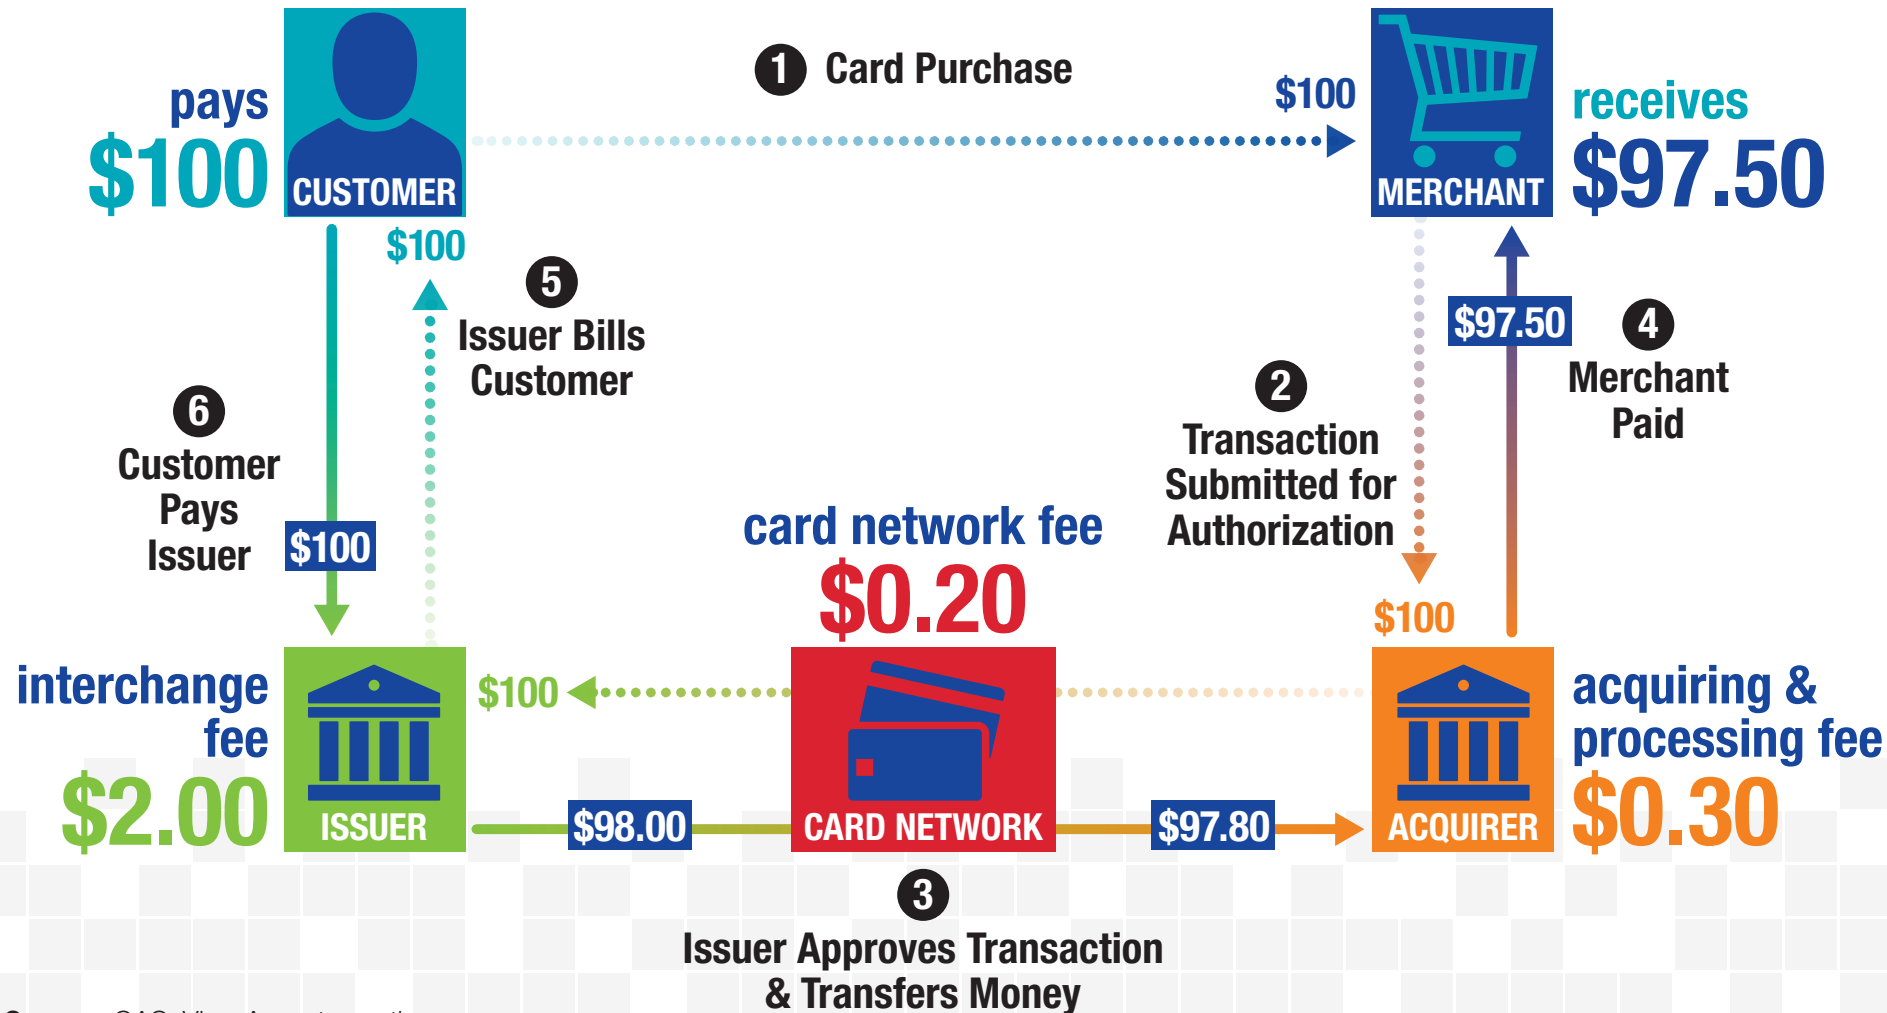 1 Card Purchase
pays
$100
CUSTOMER
$100
MERCHANT
receives
$97.50
$100
5
Issuer Bills
Customer
$97.50
4
Merchant
Paid
2
Transaction
Submitted for
Authorization
6
Customer
Pays
Issuer
$100
card network fee
$0.20
$100
interchange
fee
$2.00
ISSUER
$100
$98.00
CARD NETWORK
$97.80
ACQUIRER
acquiring &
processing fee
$0.30
3
Issuer Approves Transaction
& Transfers Money